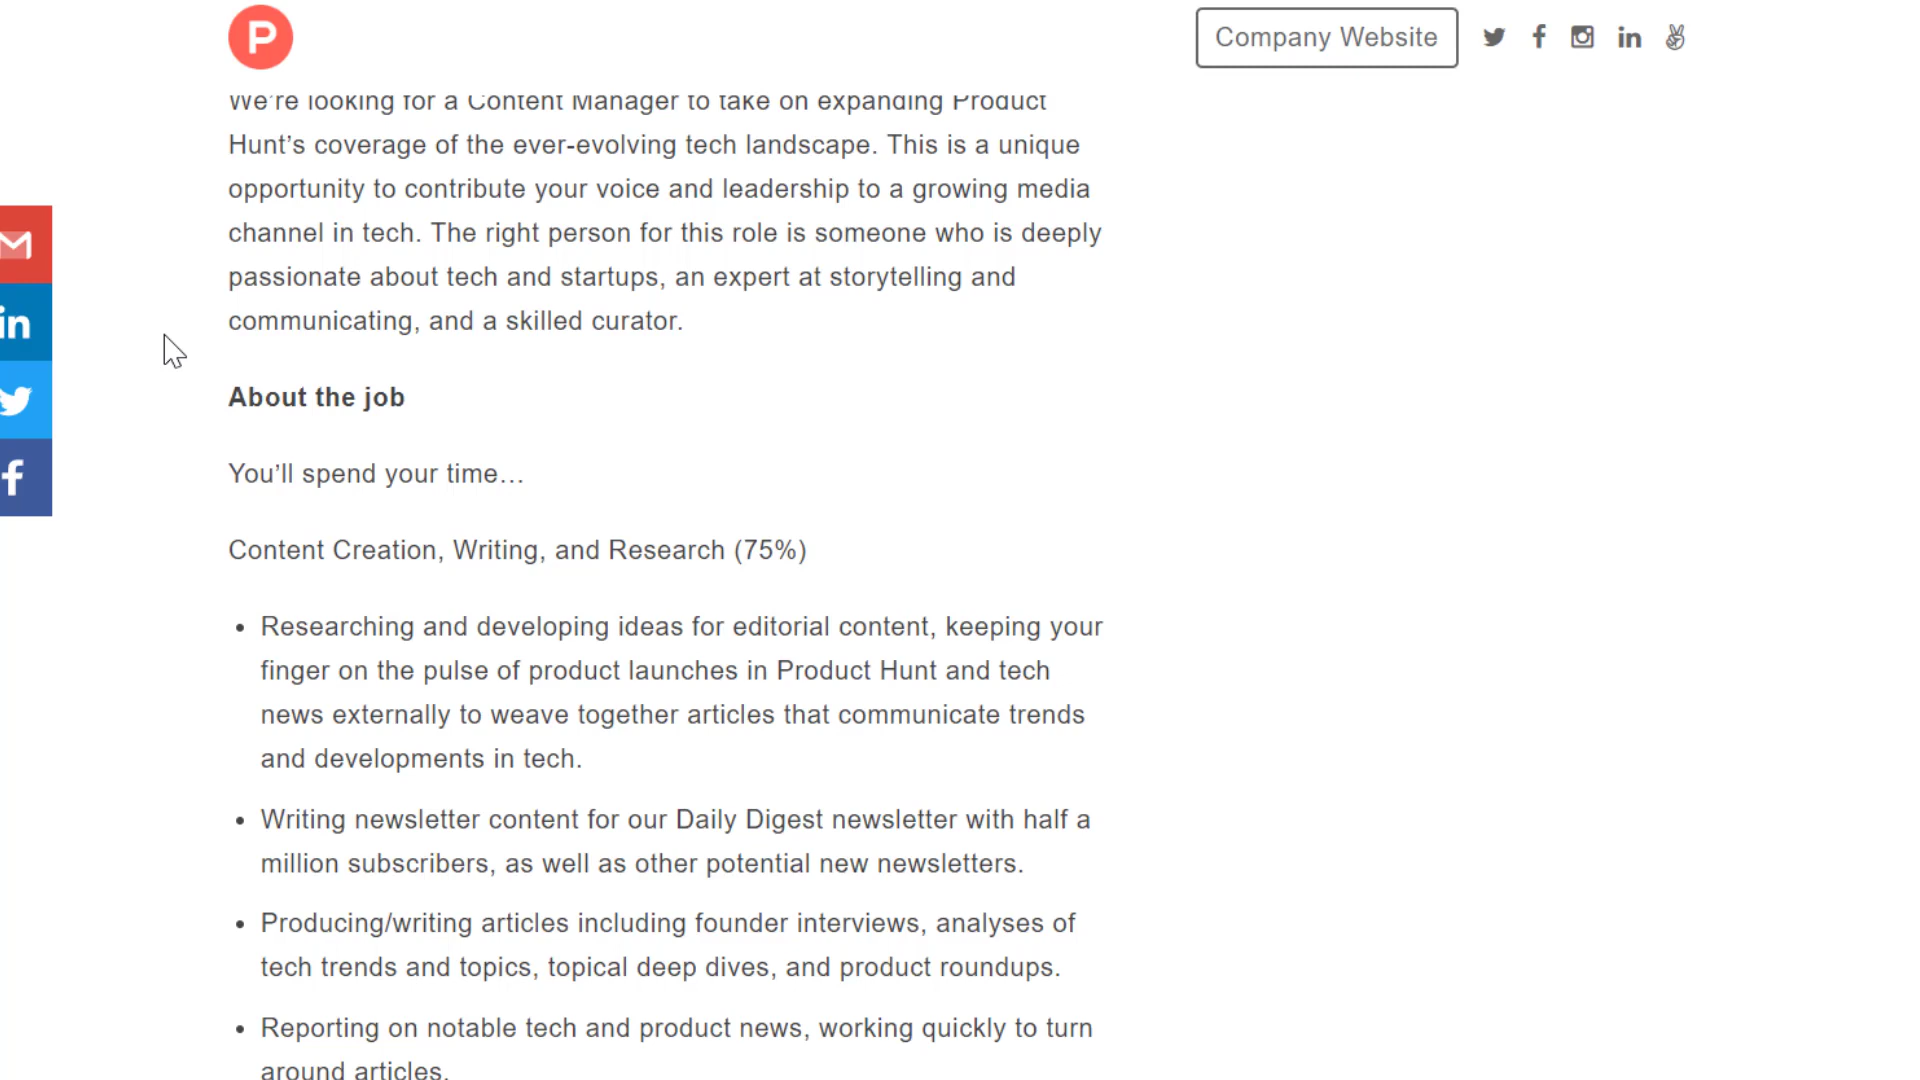 P
Company Website
We're looking for a Content Manager to take on expanding Product
Hunt's coverage of the ever-evolving tech landscape. This is a unique
opportunity to contribute your voice and leadership to a growing media
channel in tech. The right person for this role is someone who is deeply
passionate about tech and startups, an expert at storytelling and
communicating, and a skilled curator.
About the job
You'll spend your time…
Content Creation, Writing, and Research (75%)
• Researching and developing ideas for editorial content, keeping your
finger on the pulse of product launches in Product Hunt and tech
news externally to weave together articles that communicate trends
and developments in tech.
• Writing newsletter content for our Daily Digest newsletter with half a
million subscribers, as well as other potential new newsletters.
• Producing/writing articles including founder interviews, analyses of
tech trends and topics, topical deep dives, and product roundups.
• Reporting on notable tech and product news, working quickly to turn
around articles.